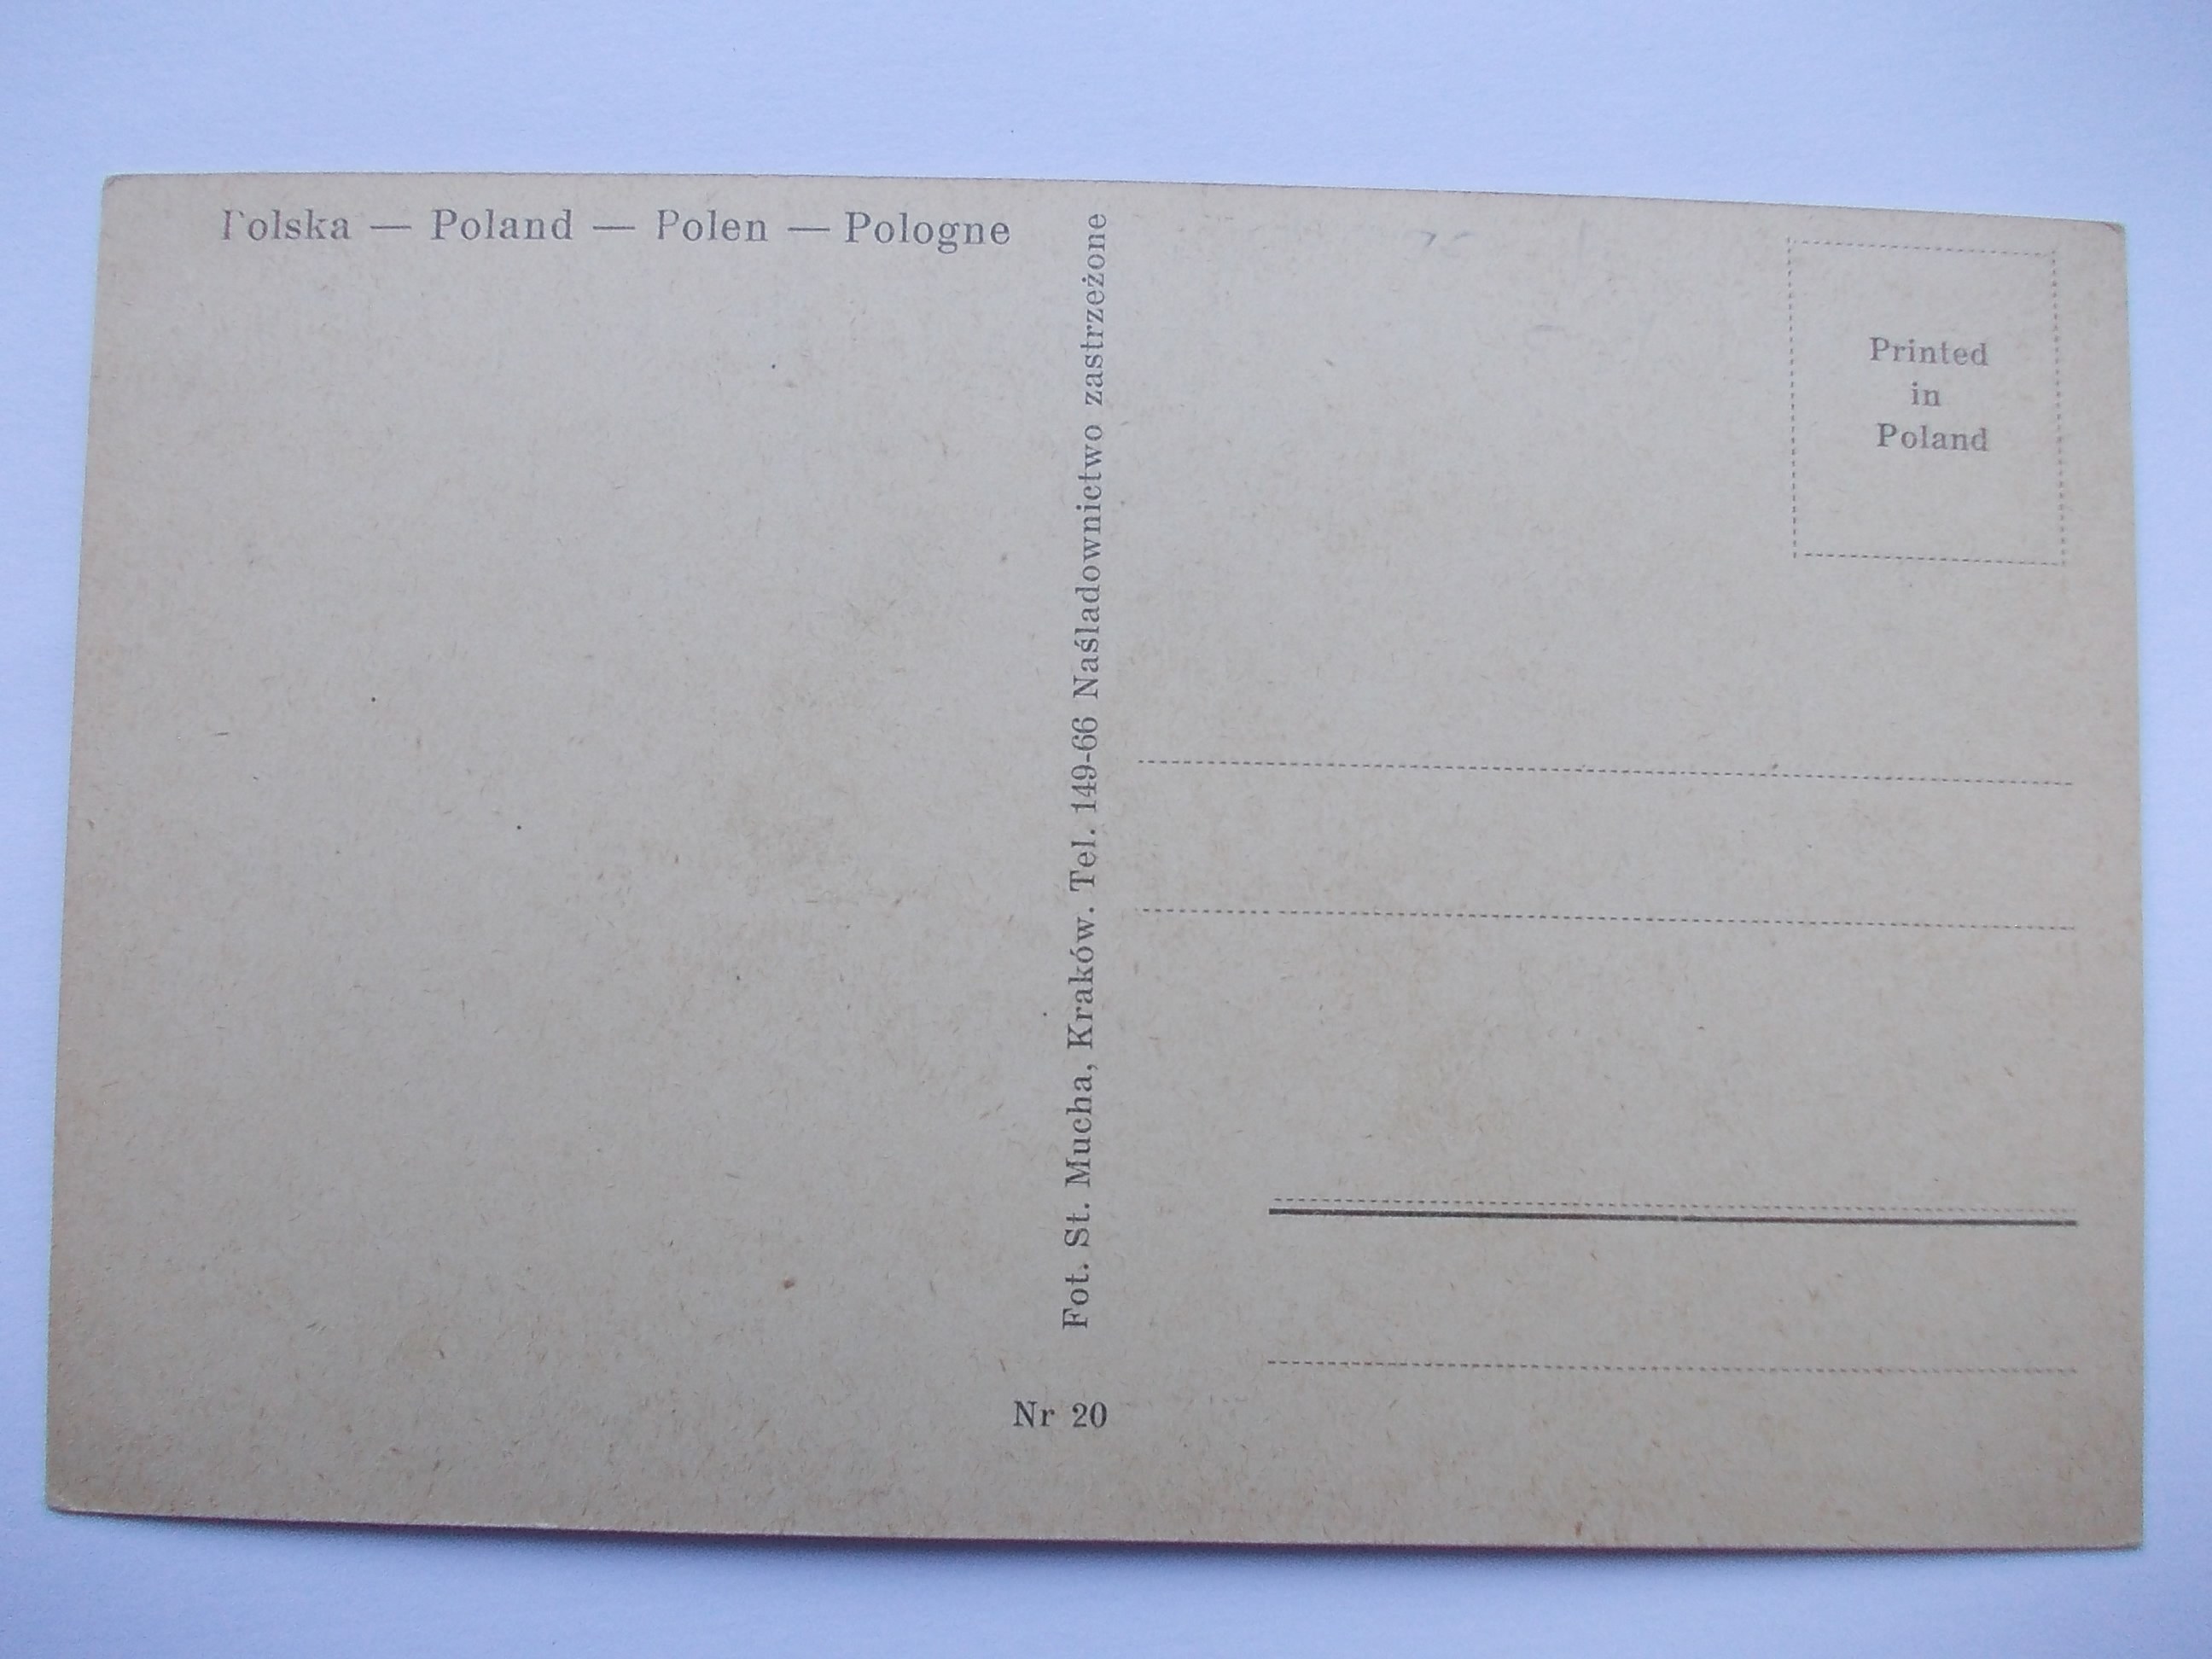 Polska — Poland — Polen — Pologne
Fot. St. Mucha, Kraków. Tel. 149-66 Naśladownictwo zastrzeżone
Printed
in
Poland
Nr 20